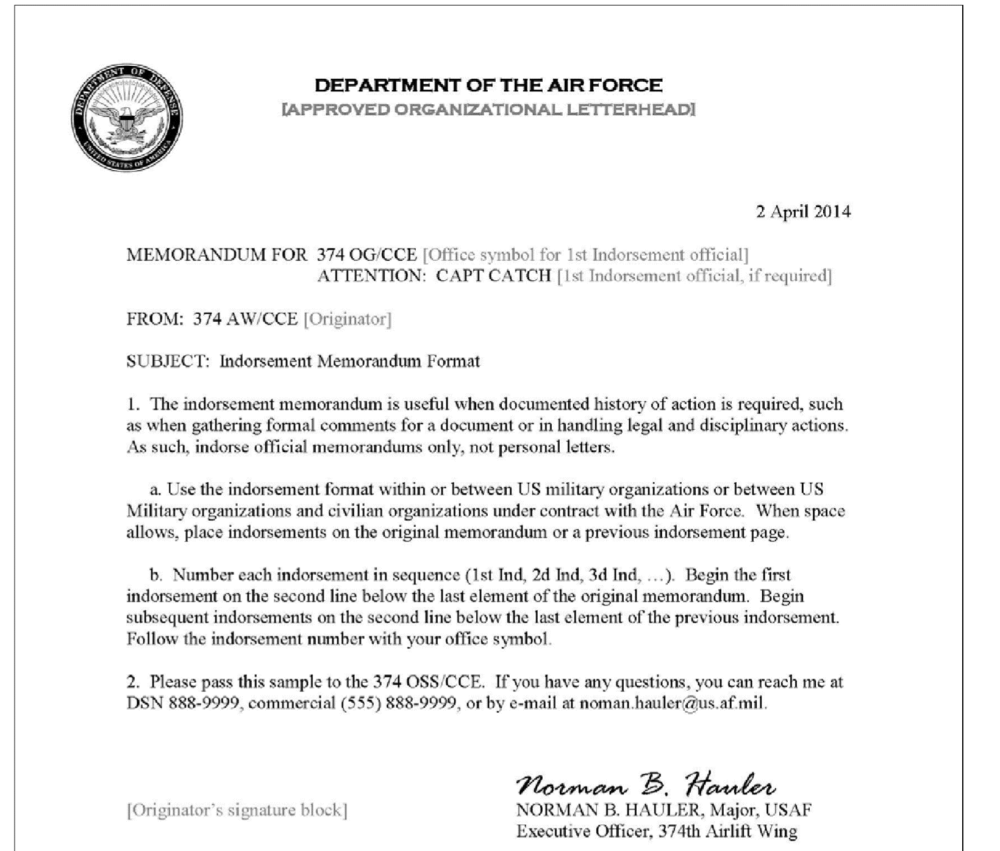 DEPARTMENT OF DEFENSE
UNITED STATES OF AMERICA
DEPARTMENT OF THE AIR FORCE
[APPROVED ORGANIZATIONAL LETTERHEAD]
2 April 2014
MEMORANDUM FOR  374 OG/CCE [Office symbol for 1st Indorsement official]
ATTENTION:  CAPT CATCH [1st Indorsement official, if required]
FROM:  374 AW/CCE [Originator]
SUBJECT:  Indorsement Memorandum Format
1.  The indorsement memorandum is useful when documented history of action is required, such
as when gathering formal comments for a document or in handling legal and disciplinary actions.
As such, indorse official memorandums only, not personal letters.
a. Use the indorsement format within or between US military organizations or between US
Military organizations and civilian organizations under contract with the Air Force.  When space
allows, place indorsements on the original memorandum or a previous indorsement page.
b.  Number each indorsement in sequence (1st Ind, 2d Ind, 3d Ind, …).  Begin the first
indorsement on the second line below the last element of the original memorandum.  Begin
subsequent indorsements on the second line below the last element of the previous indorsement.
Follow the indorsement number with your office symbol.
2.  Please pass this sample to the 374 OSS/CCE.  If you have any questions, you can reach me at
DSN 888-9999, commercial (555) 888-9999, or by e-mail at noman.hauler@us.af.mil.
Norman B. Hauler
[Originator's signature block] NORMAN B. HAULER, Major, USAF
Executive Officer, 374th Airlift Wing